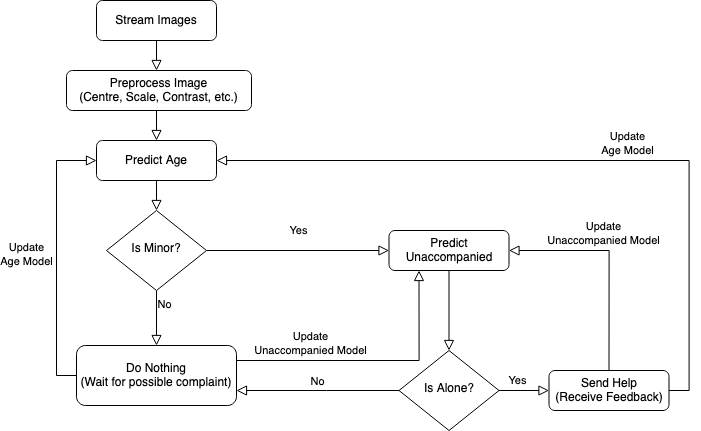 Stream Images
Preprocess Image
(Centre, Scale, Contrast, etc.)
Update
Age Model
Predict Age
Is Minor?
Yes
Predict
Unaccompanied
Update
Unaccompanied Model
Update
Age Model
No
Update
Unaccompanied Model
Do Nothing
(Wait for possible complaint)
No
Is Alone?
Yes
Send Help
(Receive Feedback)